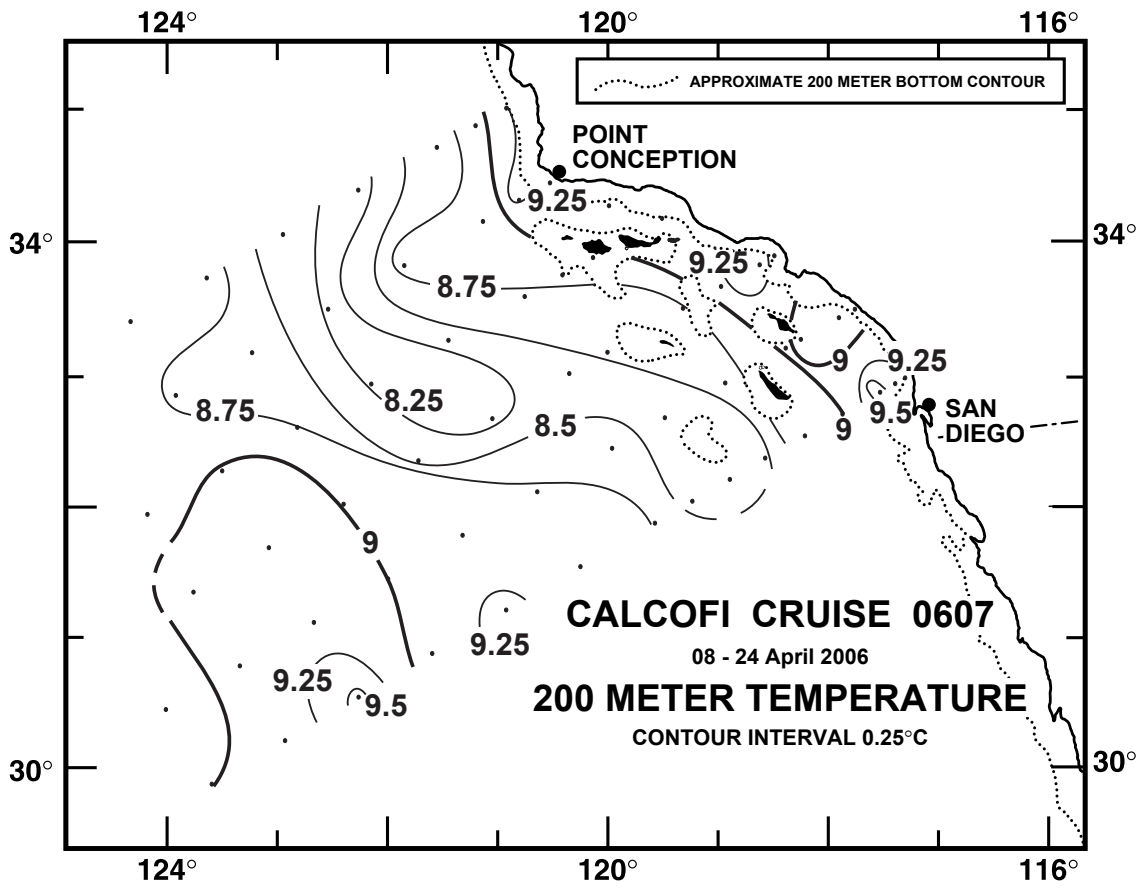 124° 120° 116°
APPROXIMATE 200 METER BOTTOM CONTOUR
POINT
CONCEPTION
9.25
34° 34°
9.25
8.75
9 9.25
8.25
8.75 9.5 SAN
8.5 9 DIEGO
9
CALCOFI CRUISE 0607
9.25
08 - 24 April 2006
9.25
200 METER TEMPERATURE
9.5
CONTOUR INTERVAL 0.25°C
30° 30°
124° 120° 116°